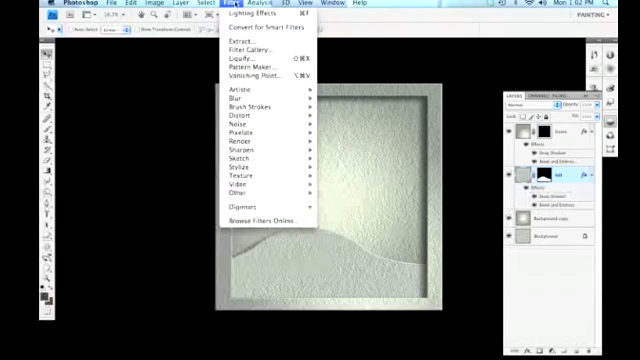 Photoshop File Edit Image Layer Select Filter Analysis 3D View Window Help Mon 1:02 PM
Auto-Select: Group Show Transform Controls PAINTING
Lighting Effects ⌘F
Convert for Smart Filters
Extract...
Filter Gallery...
Liquify... ⇧⌘X
Pattern Maker...
Vanishing Point... ⌥⌘V
Artistic
Blur
Brush Strokes
Distort
Noise
Pixelate
Render
Sharpen
Sketch
Stylize
Texture
Video
Other
Digimarc
Browse Filters Online...
LAYERS CHANNELS
Normal Opacity:
Lock: Fill:
Effects
Drop Shadow
Bevel and Emboss
Effects
Bevel and Emboss
Background copy
Background